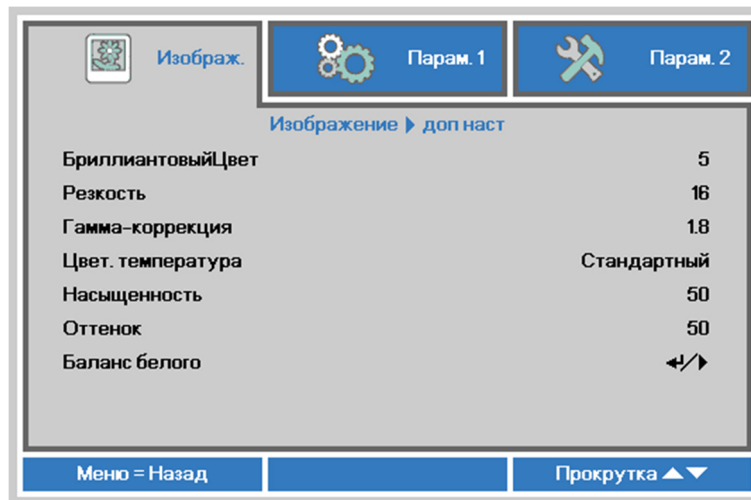 Изображ. Парам. 1 Парам. 2
Изображение доп наст
БриллиантовыйЦвет 5
Резкость 16
Гамма-коррекция 1.8
Цвет. температура Стандартный
Насыщенность 50
Оттенок 50
Баланс белого
Меню = Назад Прокрутка